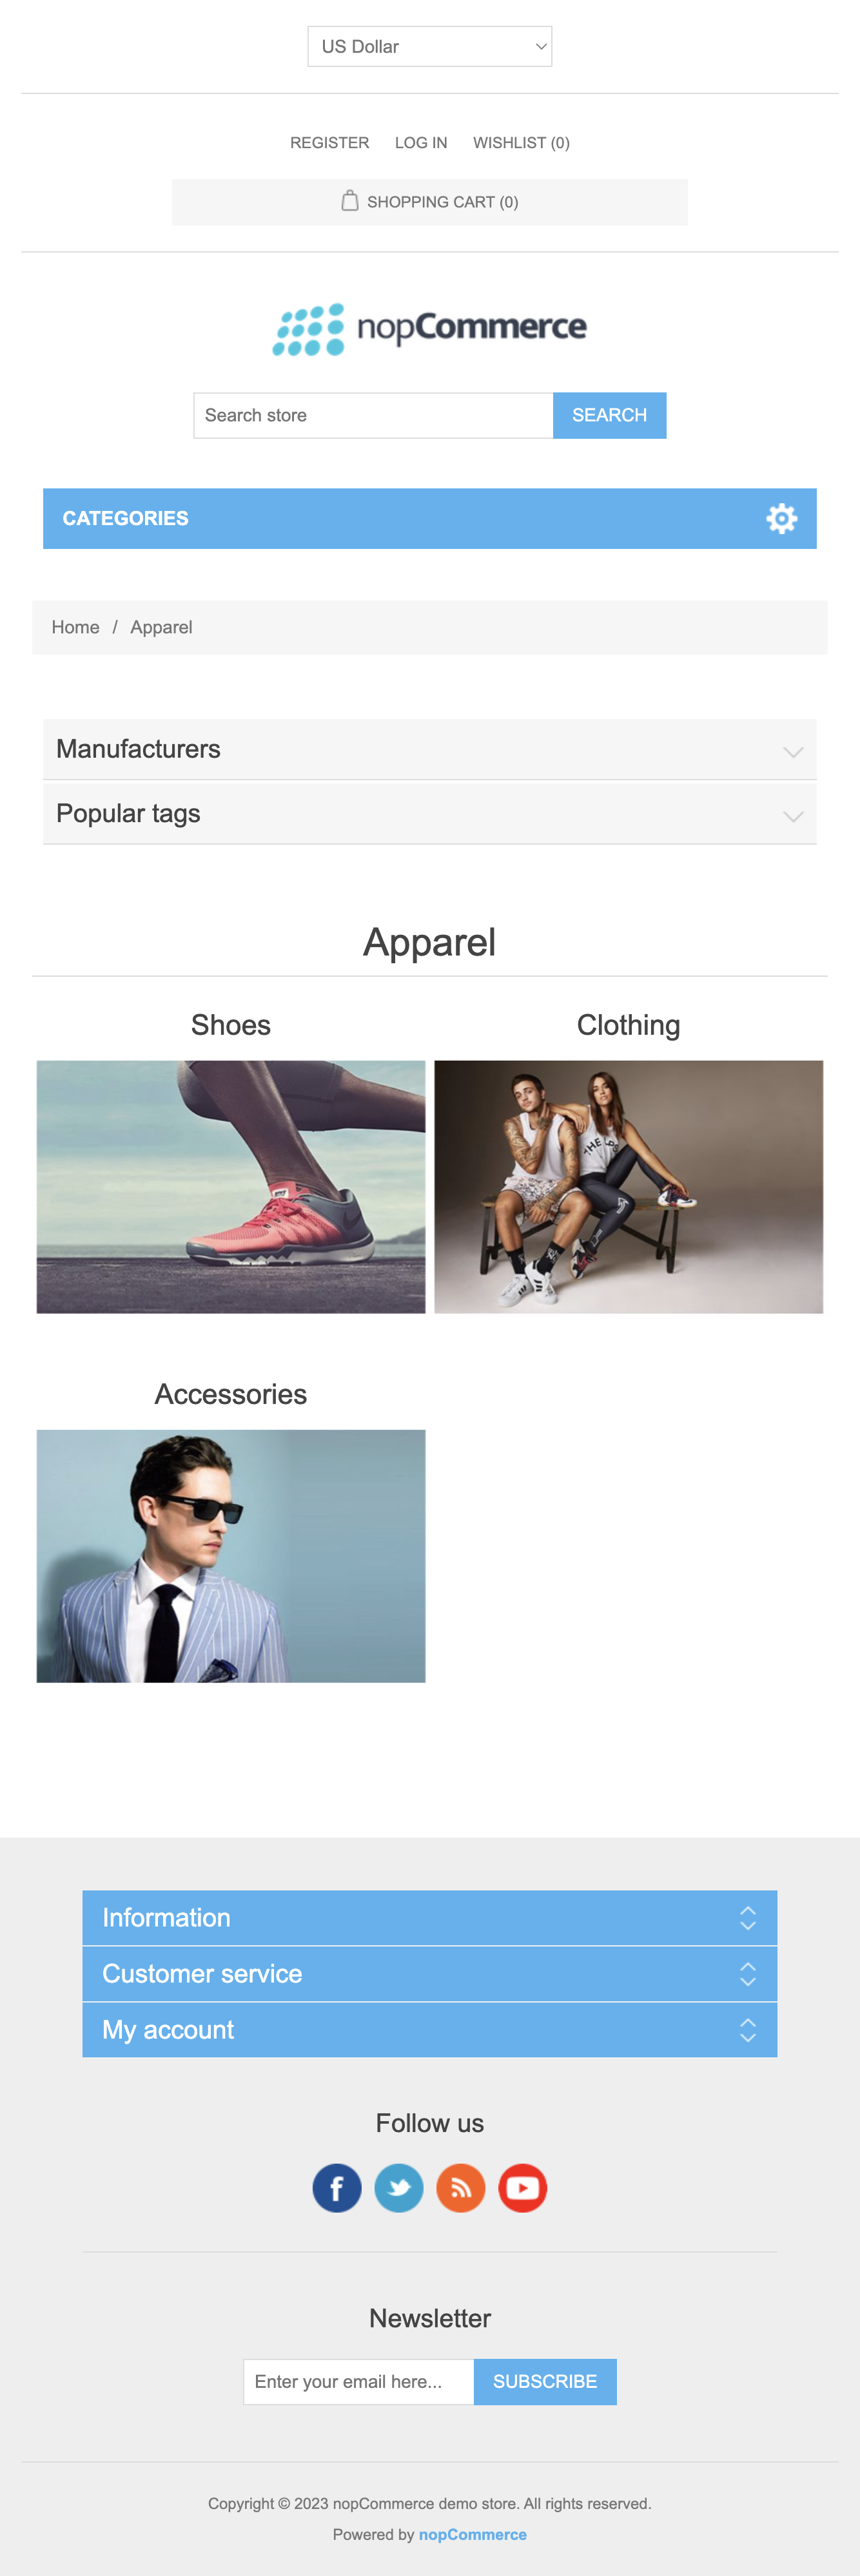 US Dollar
REGISTER LOG IN WISHLIST (0)
SHOPPING CART (0)
nopCommerce
Search store SEARCH
CATEGORIES
Home / Apparel
Manufacturers
Popular tags
Apparel
Shoes Clothing
THE LPS
Accessories
Information
Customer service
My account
Follow us
Newsletter
Enter your email here... SUBSCRIBE
Copyright © 2023 nopCommerce demo store. All rights reserved.
Powered by nopCommerce